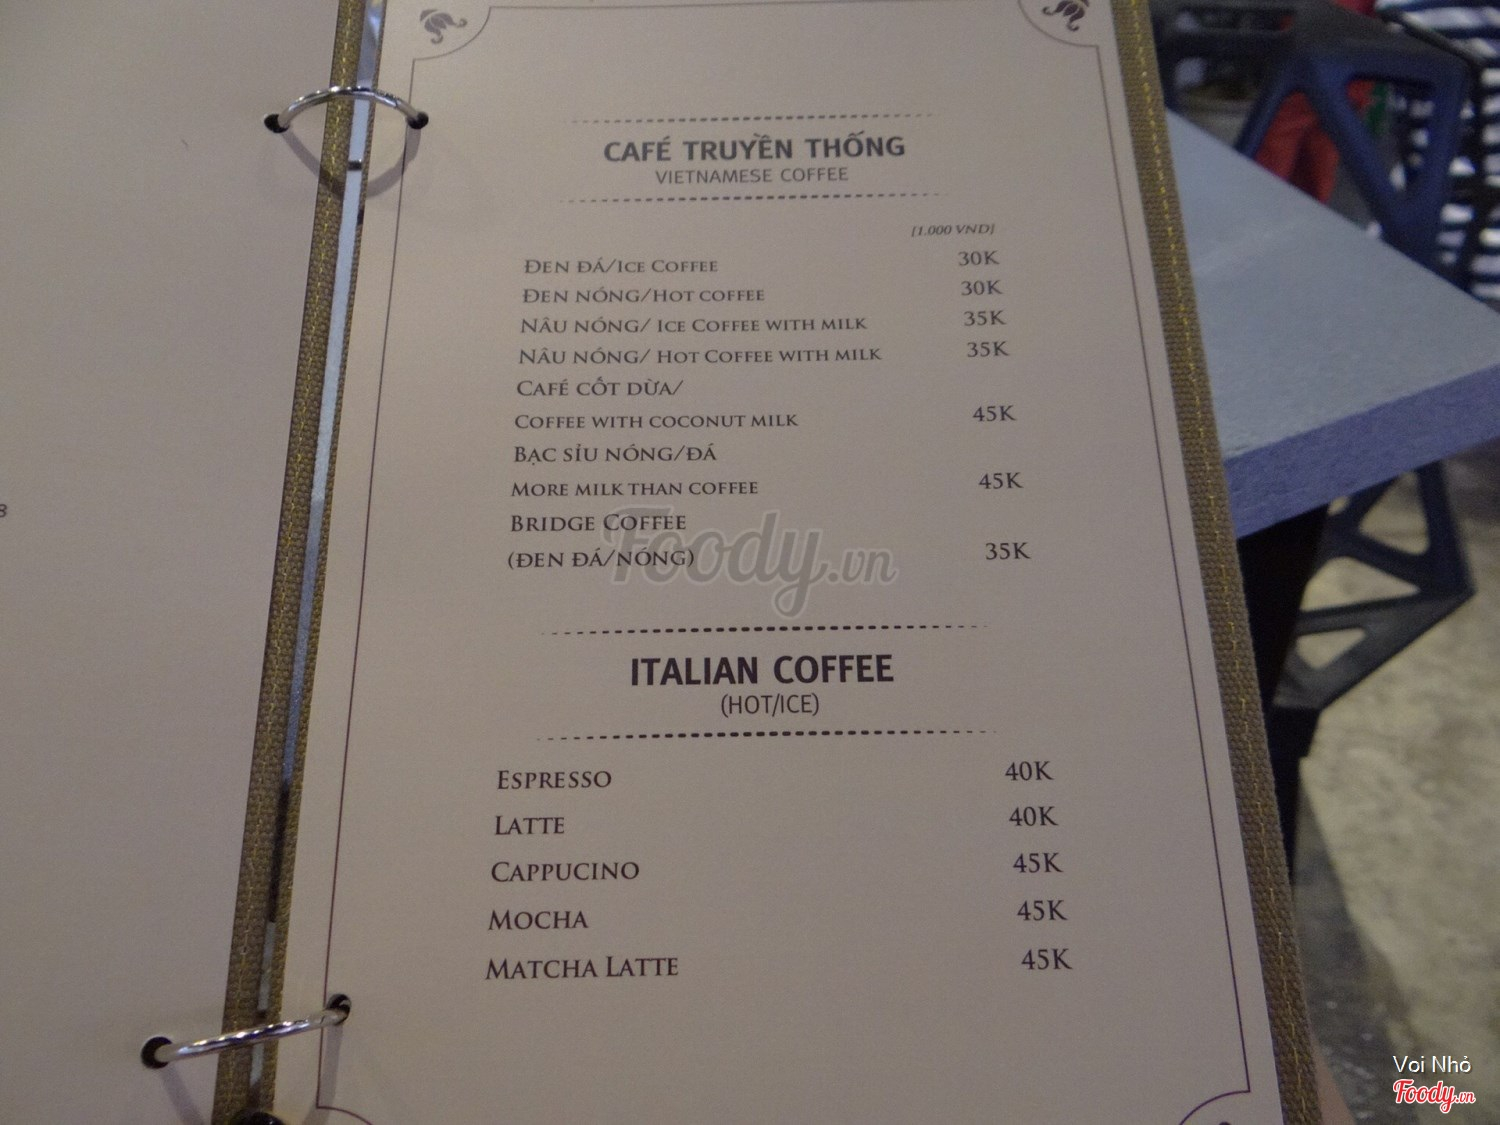 CAFÉ TRUYỀN THỐNG
VIETNAMESE COFFEE
[1.000 VND]
ĐEN ĐÁ/ICE COFFEE 30K
ĐEN NÓNG/HOT COFFEE 30K
NÂU NÓNG/ ICE COFFEE WITH MILK 35K
NÂU NÓNG/ HOT COFFEE WITH MILK 35K
CAFÉ CỐT DỪA/
COFFEE WITH COCONUT MILK 45K
BẠC SỈU NÓNG/ĐÁ
MORE MILK THAN COFFEE 45K
BRIDGE COFFEE
(ĐEN ĐÁ/NÓNG) 35K
Foody.vn
ITALIAN COFFEE
(HOT/ICE)
ESPRESSO 40K
LATTE 40K
CAPPUCINO 45K
MOCHA 45K
MATCHA LATTE 45K
Voi Nhỏ
Foody.vn